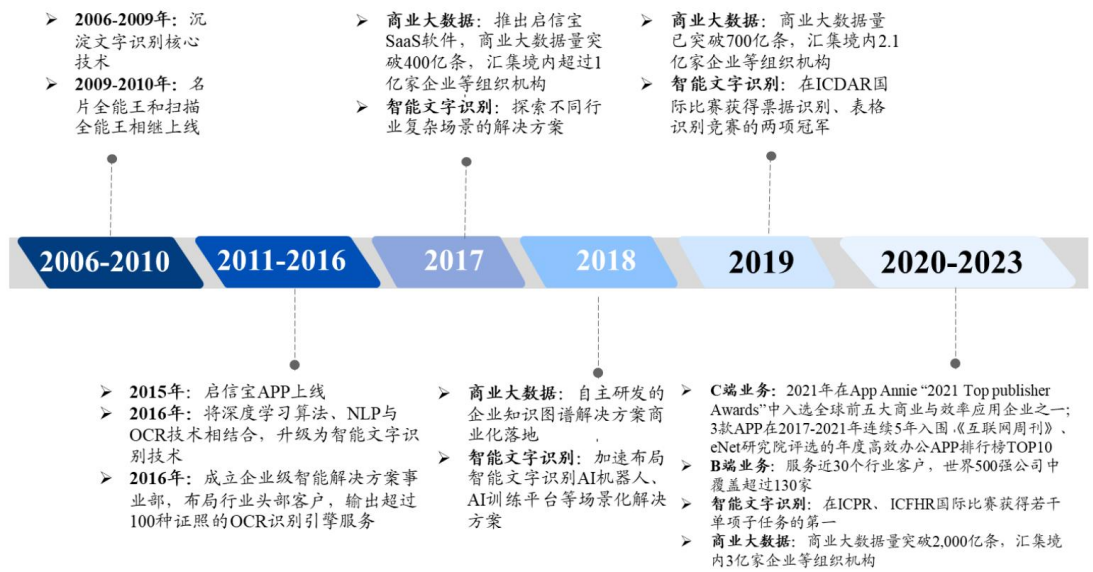 2006-2009年：沉
淀文字识别核心
技术
2009-2010年：名
片全能王和扫描
全能王相继上线
商业大数据：推出启信宝
SaaS软件，商业大数据量突
破400亿条，汇集境内超过1
亿家企业等组织机构
智能文字识别：探索不同行
业复杂场景的解决方案
商业大数据：商业大数据量
已突破700亿条，汇集境内2.1
亿家企业等组织机构
智能文字识别：在ICDAR国
际比赛获得票据识别、表格
识别竞赛的两项冠军
2006-2010
2011-2016
2017
2018
2019
2020-2023
2015年：启信宝APP上线
2016年：将深度学习算法、NLP与
OCR技术相结合，升级为智能文字识
别技术
2016年：成立企业级智能解决方案事
业部，布局行业头部客户，输出超过
100种证照的OCR识别引擎服务
商业大数据：自主研发的
企业知识图谱解决方案商
业化落地
智能文字识别：加速布局
智能文字识别AI机器人、
AI训练平台等场景化解决
方案
C端业务：2021年在App Annie “2021 Top publisher
Awards”中入选全球前五大商业与效率应用企业之一;
3款APP在2017-2021年连续5年入围《互联网周刊》、
eNet研究院评选的年度高效办公APP排行榜TOP10
B端业务：服务近30个行业客户，世界500强公司中
覆盖超过130家
智能文字识别：在ICPR、ICFHR国际比赛获得若干
单项子任务的第一
商业大数据：商业大数据量突破2,000亿条，汇集境
内3亿家企业等组织机构